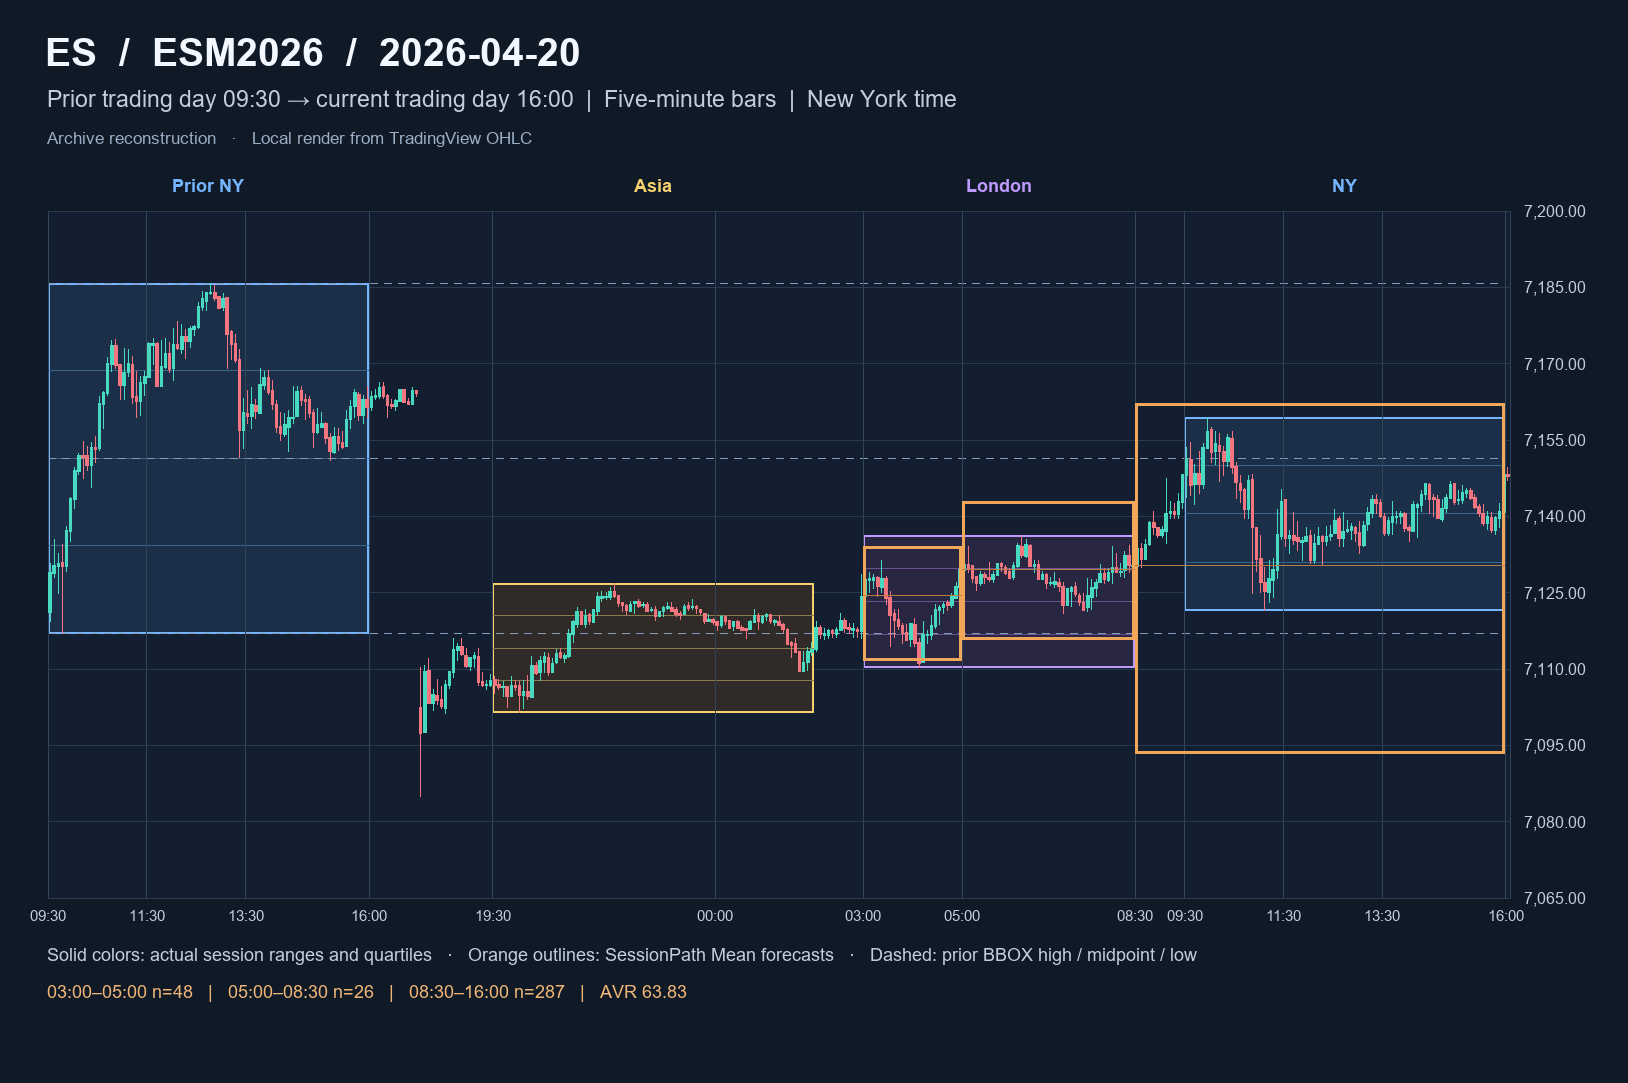 ES / ESM2026 / 2026-04-20
Prior trading day 09:30 → current trading day 16:00 | Five-minute bars | New York time
Archive reconstruction · Local render from TradingView OHLC
Prior NY Asia London NY
7,200.00
7,185.00
7,170.00
7,155.00
7,140.00
7,125.00
7,110.00
7,095.00
7,080.00
7,065.00
09:30 11:30 13:30 16:00 19:30 00:00 03:00 05:00 08:30 09:30 11:30 13:30 16:00
Solid colors: actual session ranges and quartiles · Orange outlines: SessionPath Mean forecasts · Dashed: prior BBOX high / midpoint / low
03:00–05:00 n=48 | 05:00–08:30 n=26 | 08:30–16:00 n=287 | AVR 63.83